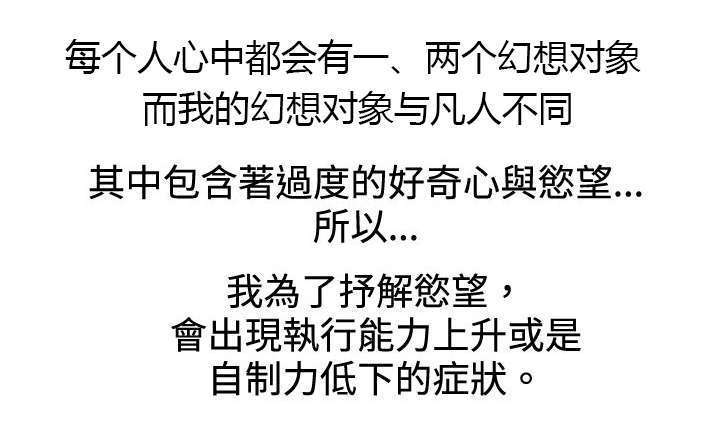 每个人心中都会有一、两个幻想对象
而我的幻想对象与凡人不同
其中包含著過度的好奇心與慾望...
所以...
我為了抒解慾望，
會出現執行能力上升或是
自制力低下的症狀。